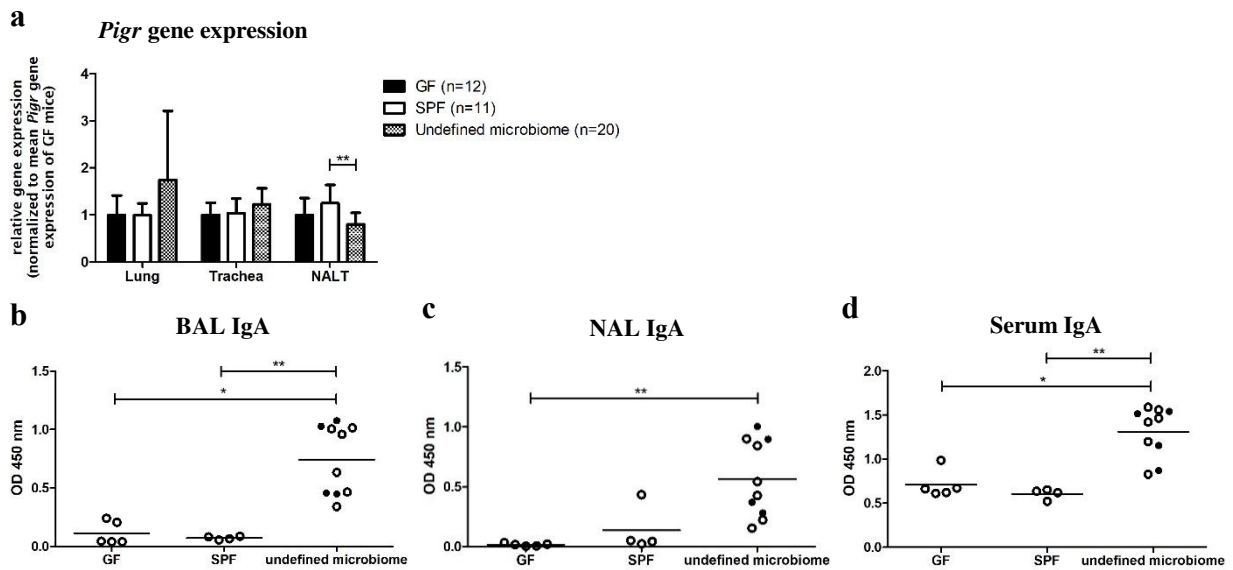 a
Pigr gene expression
relative gene expression
(normalized to mean Pigr gene
expression of GF mice)
4
3
2
1
0
**
Lung
Trachea
NALT
GF (n=12)
SPF (n=11)
Undefined microbiome (n=20)
b
BAL IgA
OD 450 nm
1.5
1.0
0.5
0.0
**
*
GF
SPF
undefined microbiome
c
NAL IgA
OD 450 nm
1.5
1.0
0.5
0.0
**
GF
SPF
undefined microbiome
d
Serum IgA
OD 450 nm
2.0
1.5
1.0
0.5
0.0
**
*
GF
SPF
undefined microbiome